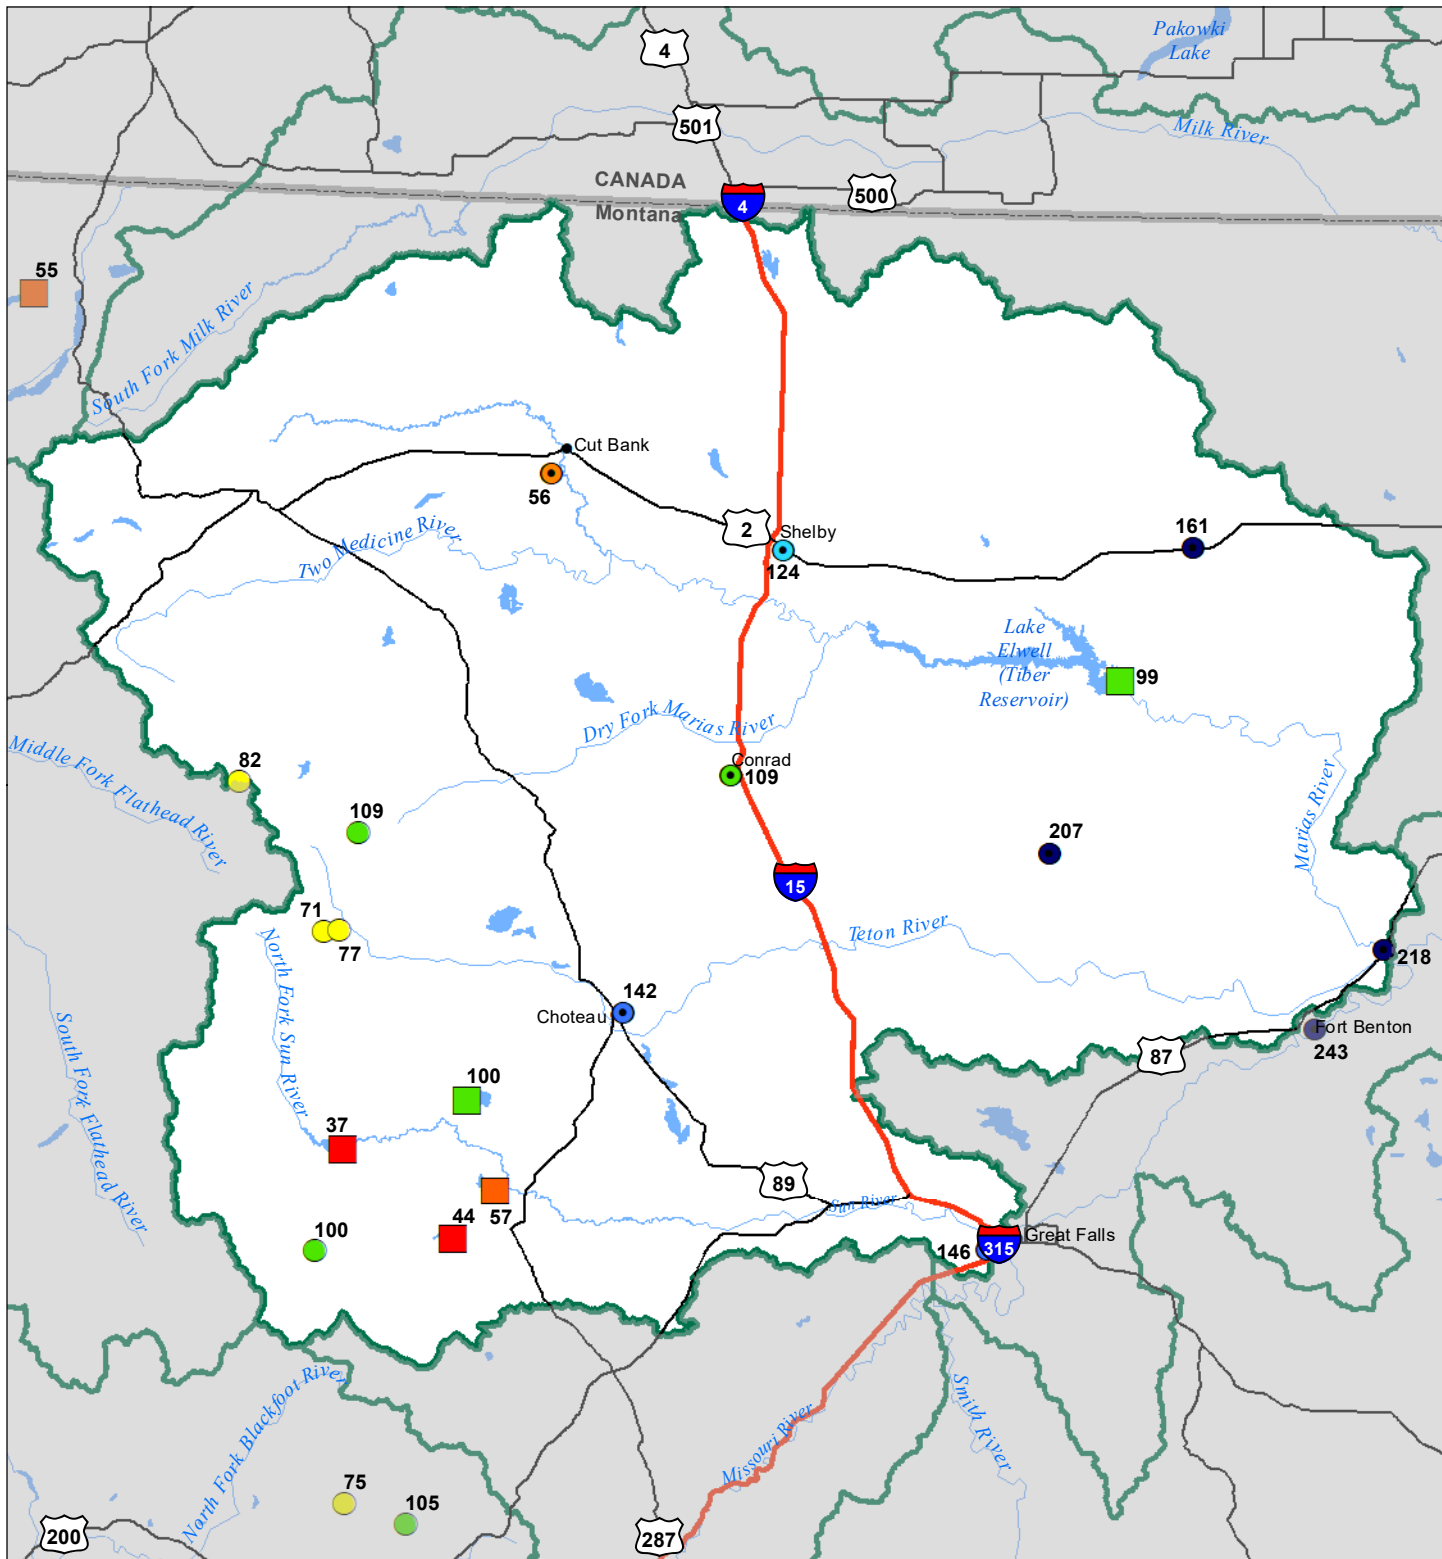 Pakowki
Lake
4
501
Milk River
CANADA
500
4
Montana
55
South Fork Milk River
Cut Bank
56
2
Shelby
161
Two Medicine River
124
Lake
Elwell
(Tiber
Reservoir)
99
Dry Fork Marias River
Middle Fork
Flathead River
82
Conrad
109
109
Marias River
207
15
71
77
Teton River
218
North Fork Sun River
142
Choteau
Fort Benton
243
87
South Fork Flathead River
100
37
89
Sun River
57
44
100
146
315
Great Falls
North Fork Blackfoot River
Missouri River
Smith River
75
105
200
287